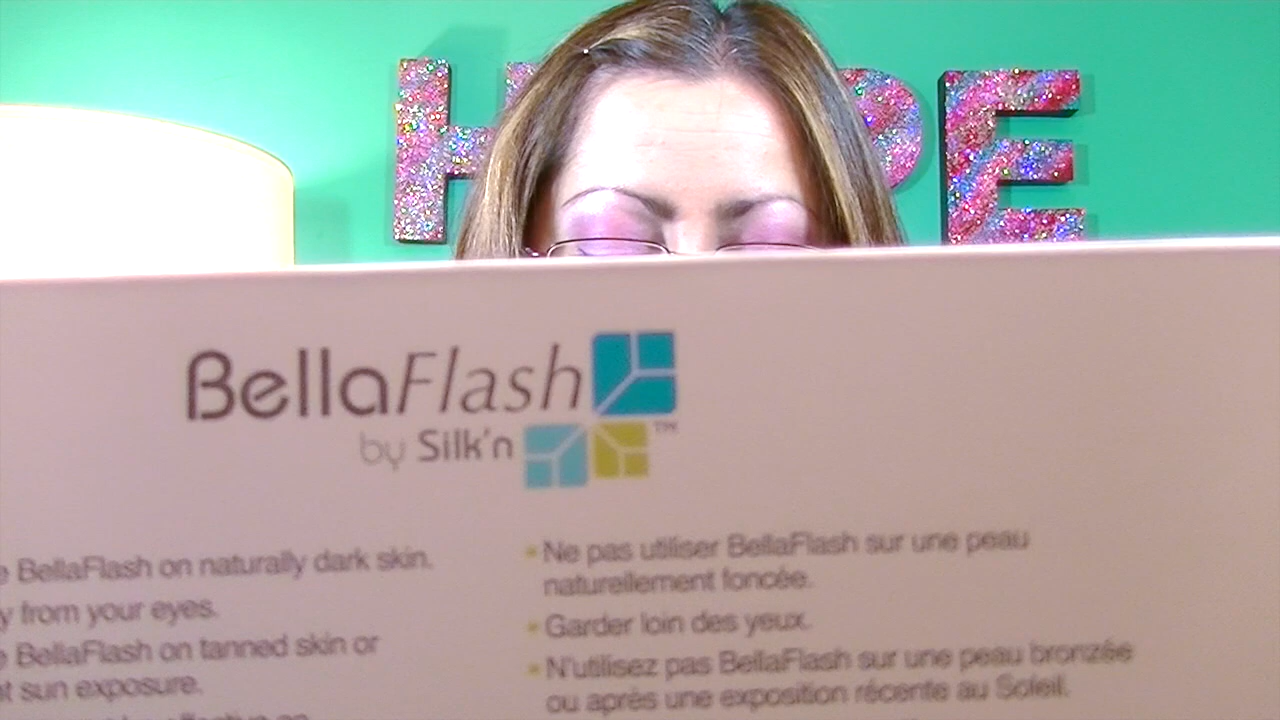 HOPE
BellaFlash
by Silk'n ™
BellaFlash on naturally dark skin.
from your eyes.
BellaFlash on tanned skin or
sun exposure.
• Ne pas utiliser BellaFlash sur une peau
naturellement foncée.
• Garder loin des yeux.
• N'utilisez pas BellaFlash sur une peau bronzée
ou après une exposition récente au Soleil.